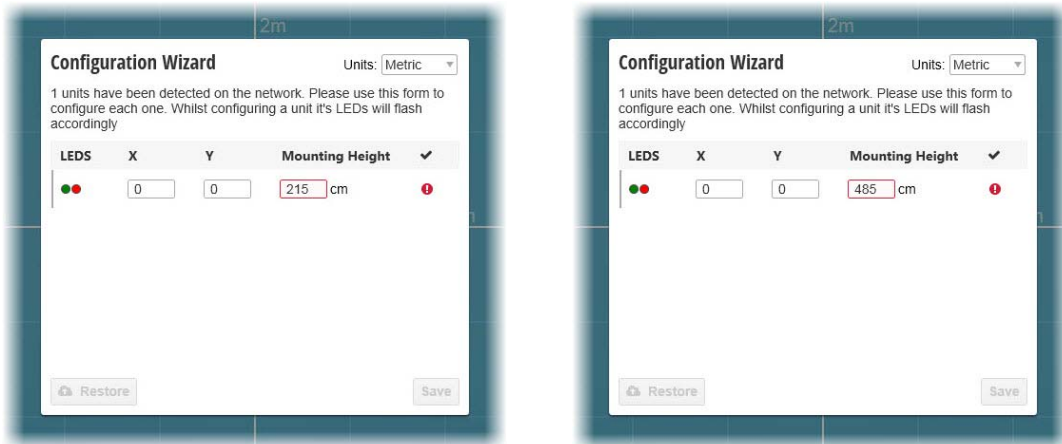 2m
Configuration Wizard
Units: Metric
1 units have been detected on the network. Please use this form to
configure each one. Whilst configuring a unit it's LEDs will flash
accordingly
LEDS X Y Mounting Height
0 0 215 cm
Restore
Save
2m
Configuration Wizard
Units: Metric
1 units have been detected on the network. Please use this form to
configure each one. Whilst configuring a unit it's LEDs will flash
accordingly
LEDS X Y Mounting Height
0 0 485 cm
Restore
Save